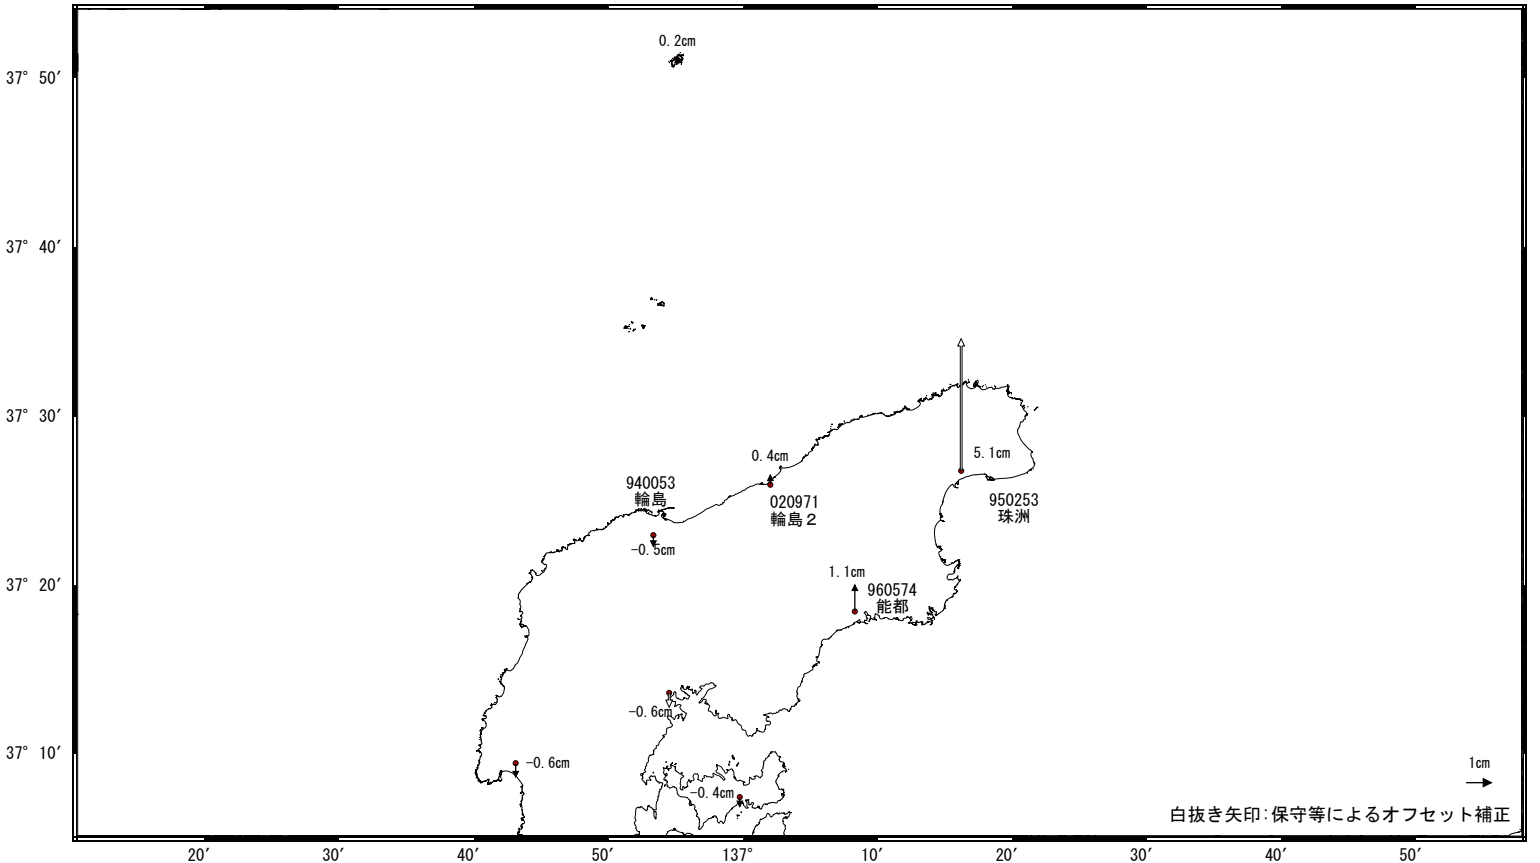 0.2cm
37° 50′
37° 40′
37° 30′
5.1cm
0.4cm
940053
輪島
020971
輪島２
950253
珠洲
-0.5cm
37° 20′
1.1cm
960574
能都
-0.6cm
37° 10′
-0.6cm
-0.4cm
1cm
白抜き矢印:保守等によるオフセット補正
20′
30′
40′
50′
137°
10′
20′
30′
40′
50′